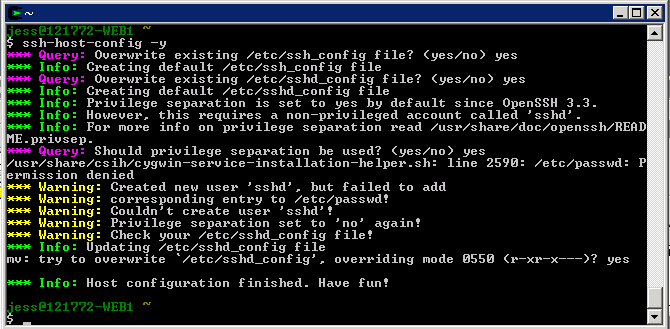 ~
jess@121772-WEB1 ~
$ ssh-host-config -y
*** Query: Overwrite existing /etc/ssh_config file? (yes/no) yes
*** Info: Creating default /etc/ssh_config file
*** Query: Overwrite existing /etc/sshd_config file? (yes/no) yes
*** Info: Creating default /etc/sshd_config file
*** Info: Privilege separation is set to yes by default since OpenSSH 3.3.
*** Info: However, this requires a non-privileged account called 'sshd'.
*** Info: For more info on privilege separation read /usr/share/doc/openssh/READ
ME.privsep.
*** Query: Should privilege separation be used? (yes/no) yes
/usr/share/csih/cygwin-service-installation-helper.sh: line 2590: /etc/passwd: P
ermission denied
*** Warning: Created new user 'sshd', but failed to add
*** Warning: corresponding entry to /etc/passwd!
*** Warning: Couldn't create user 'sshd'!
*** Warning: Privilege separation set to 'no' again!
*** Warning: Check your /etc/sshd_config file!
*** Info: Updating /etc/sshd_config file
mv: try to overwrite `/etc/sshd_config', overriding mode 0550 (r-xr-x---)? yes
*** Info: Host configuration finished. Have fun!
jess@121772-WEB1 ~
$